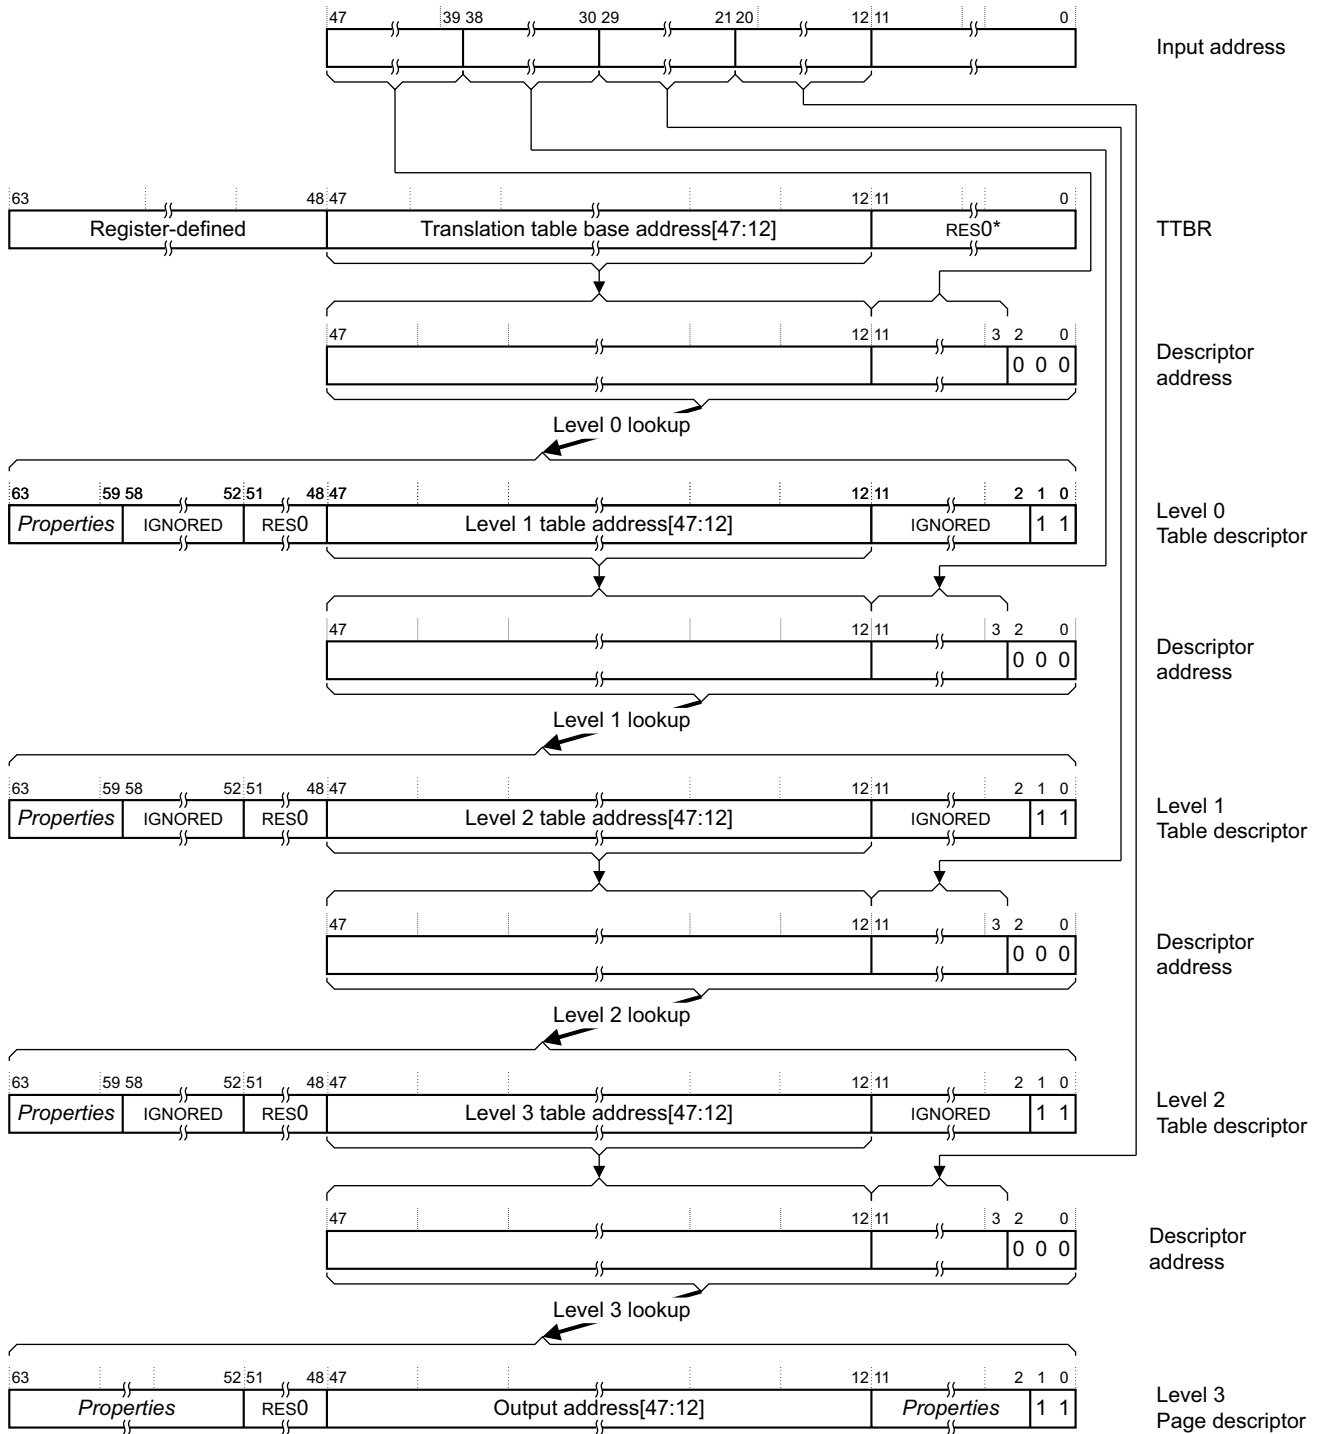 47 39 38 30 29 21 20 12 11 0
Input address
63 48 47 12 11 0
Register-defined Translation table base address[47:12] RES0* TTBR
47 12 11 3 2 0
0 0 0
Descriptor
address
Level 0 lookup
63 59 58 52 51 48 47 12 11 2 1 0
Properties IGNORED RES0 Level 1 table address[47:12] IGNORED 1 1
Level 0
Table descriptor
47 12 11 3 2 0
0 0 0
Descriptor
address
Level 1 lookup
63 59 58 52 51 48 47 12 11 2 1 0
Properties IGNORED RES0 Level 2 table address[47:12] IGNORED 1 1
Level 1
Table descriptor
47 12 11 3 2 0
0 0 0
Descriptor
address
Level 2 lookup
63 59 58 52 51 48 47 12 11 2 1 0
Properties IGNORED RES0 Level 3 table address[47:12] IGNORED 1 1
Level 2
Table descriptor
47 12 11 3 2 0
0 0 0
Descriptor
address
Level 3 lookup
63 52 51 48 47 12 11 2 1 0
Properties RES0 Output address[47:12] Properties 1 1
Level 3
Page descriptor